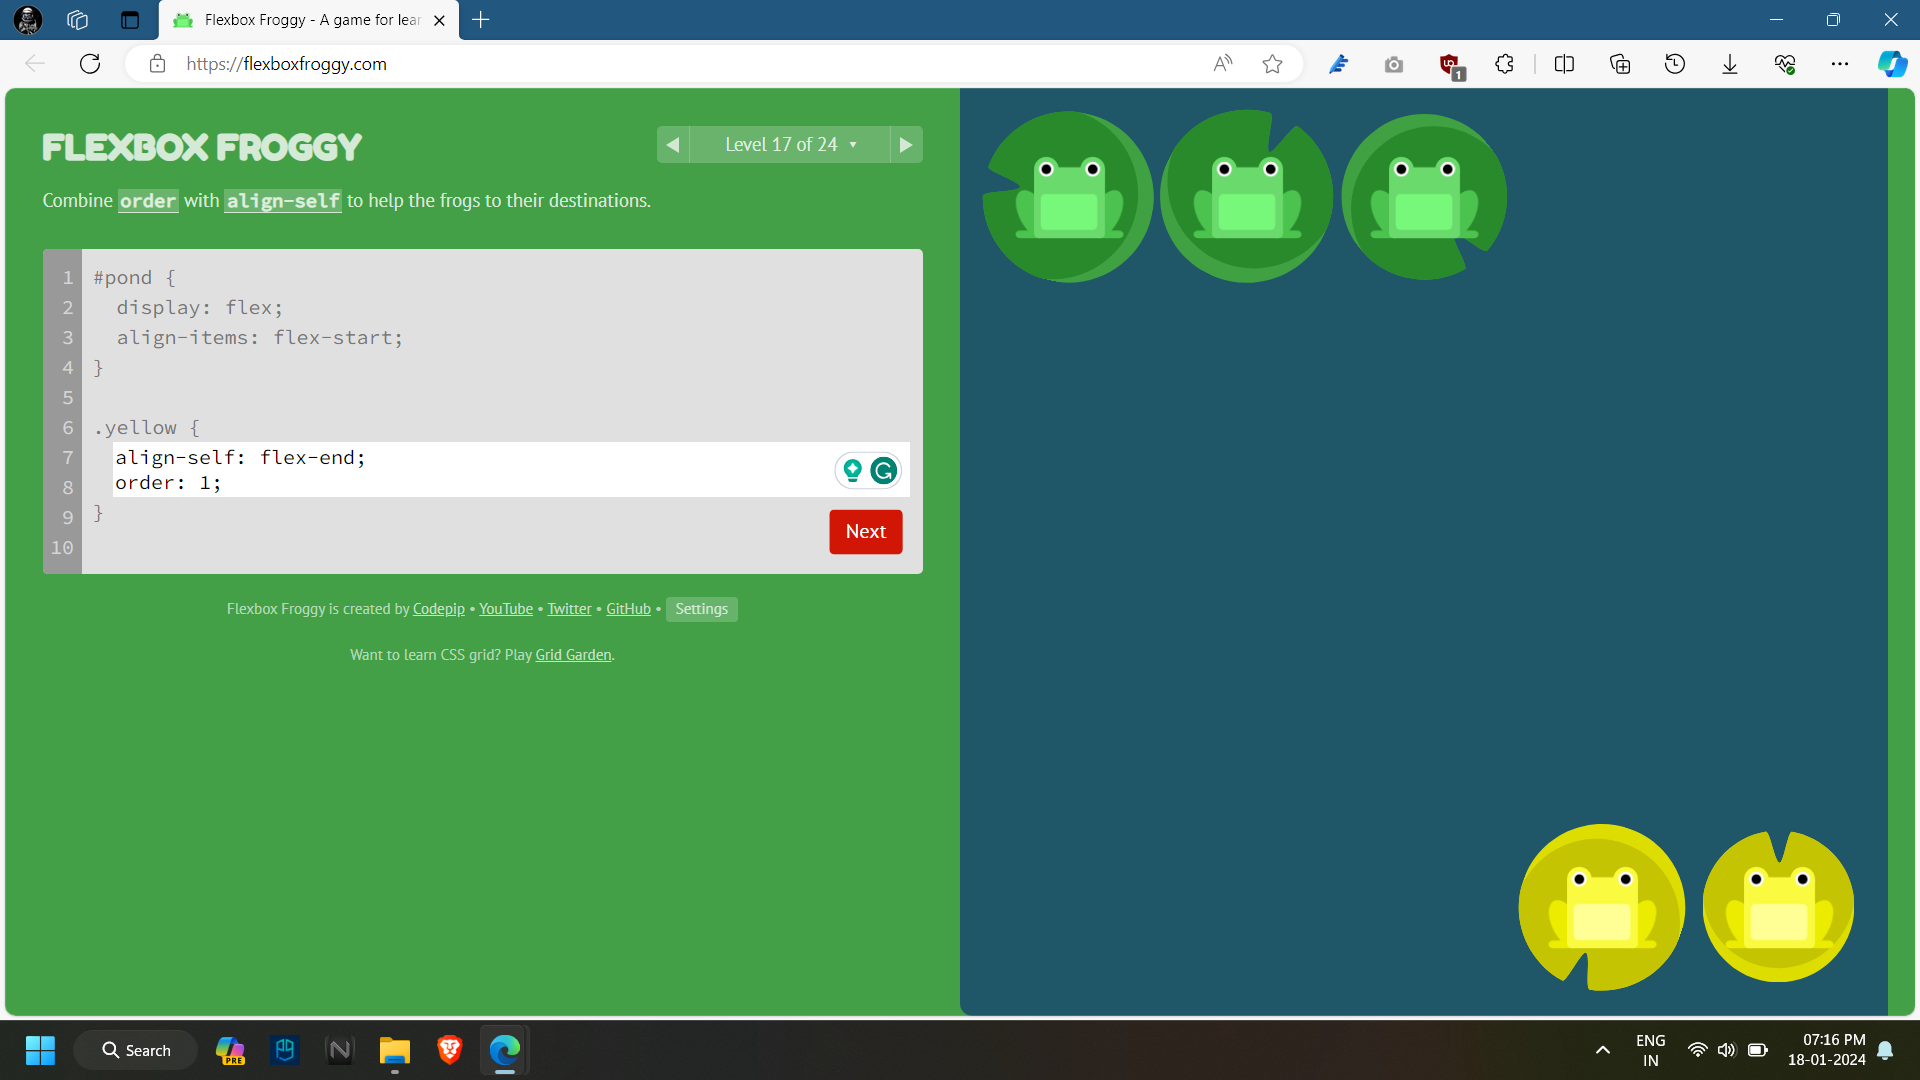 Flexbox Froggy - A game for lear
https://flexboxfroggy.com
1
FLEXBOX FROGGY
Level 17 of 24
Combine order with align-self to help the frogs to their destinations.
1 #pond {
2 display: flex;
3 align-items: flex-start;
4 }
5
6 .yellow {
7 align-self: flex-end;
8 order: 1;
9 }
10
Next
Flexbox Froggy is created by Codepip • YouTube • Twitter • GitHub • Settings
Want to learn CSS grid? Play Grid Garden.
Search
PRE
ENG
IN
07:16 PM
18-01-2024